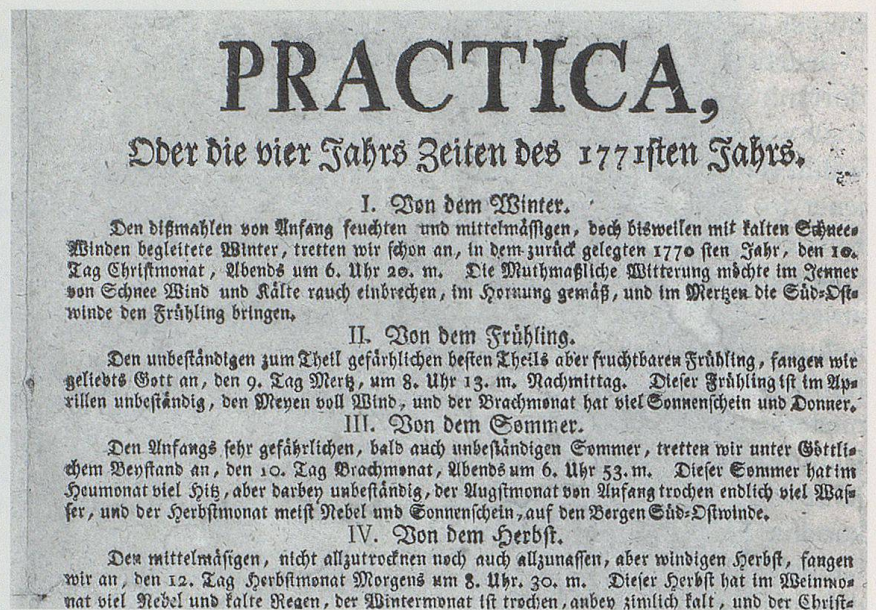 PRACTICA,
Oder die vier Jahrs Zeiten des 1771sten Jahrs.
I. Von dem Winter.
Den dißmahlen von Anfang feuchten und mittelmässigen, doch bisweilen mit kalten Schnee-
Winden begleitete Winter, tretten wir schon an, in dem zurück gelegten 1770 sten Jahr, den 10.
Tag Christmonat, Abends um 6. Uhr 20. m. Die Muthmaßliche Witterung möchte im Jenner
von Schnee Wind und Kälte rauch einbrechen, im Hornung gemäß, und im Mertzen die Süd-Ost-
winde den Frühling bringen.
II. Von dem Frühling.
Den unbeständigen zum Theil gefährlichen besten Theils aber fruchtbaren Frühling, fangen wir
geliebts Gott an, den 9. Tag Mertz, um 8. Uhr 13. m. Nachmittag. Dieser Frühling ist im Ap-
rillen unbeständig, den Meyen voll Wind, und der Brachmonat hat viel Sonnenschein und Donner.
III. Von dem Sommer.
Den Anfangs sehr gefährlichen, bald auch unbeständigen Sommer, tretten wir unter Göttli-
chem Beystand an, den 10. Tag Brachmonat, Abends um 6. Uhr 53. m. Dieser Sommer hat im
Heumonat viel Hitz, aber darbey unbeständig, der Augstmonat von Anfang trochen endlich viel Was-
ser, und der Herbstmonat meist Nebel und Sonnenschein, auf den Bergen Süd-Ostwinde.
IV. Von dem Herbst.
Den mittelmäsigen, nicht allzutrocknen noch auch allzunassen, aber windigen Herbst, fangen
wir an, den 12. Tag Herbstmonat Morgens um 8. Uhr. 30. m. Dieser Herbst hat im Weinmo-
nat viel Nebel und kalte Regen, der Wintermonat ist trochen, anbey zimlich kalt, und der Christ-